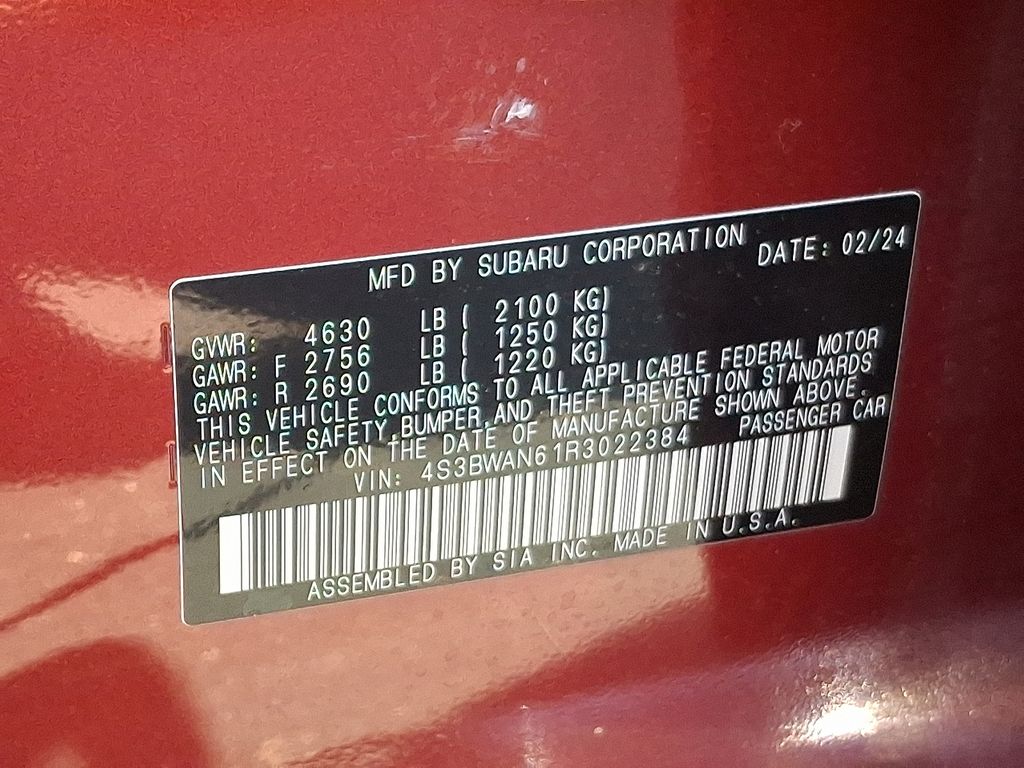 MFD BY SUBARU CORPORATION DATE: 02/24
GVWR: 4630 LB ( 2100 KG)
GAWR: F 2756 LB ( 1250 KG)
GAWR: R 2690 LB ( 1220 KG)
THIS VEHICLE CONFORMS TO ALL APPLICABLE FEDERAL MOTOR
VEHICLE SAFETY,BUMPER,AND THEFT PREVENTION STANDARDS
IN EFFECT ON THE DATE OF MANUFACTURE SHOWN ABOVE.
VIN: 4S3BWAN61R3022384 PASSENGER CAR
ASSEMBLED BY SIA INC. MADE IN U.S.A.